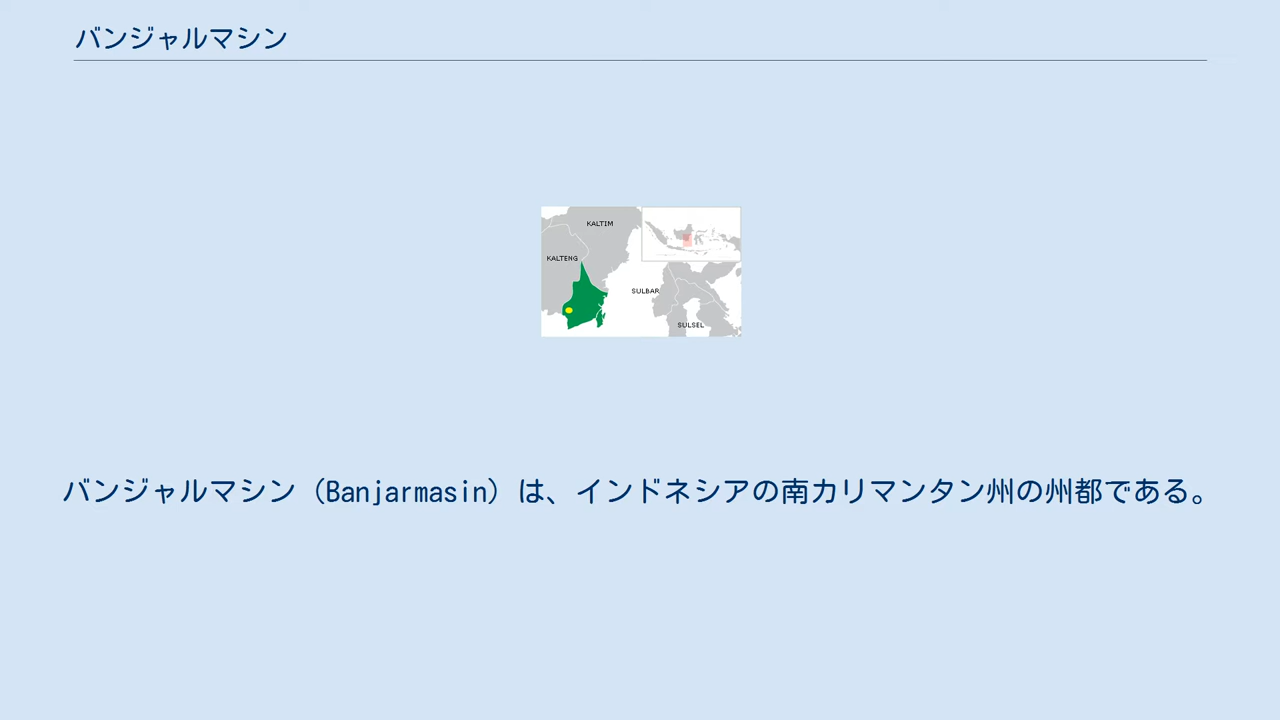 バンジャルマシン
KALTIM
KALTENG
SULBAR
SULSEL
バンジャルマシン（Banjarmasin）は、インドネシアの南カリマンタン州の州都である。